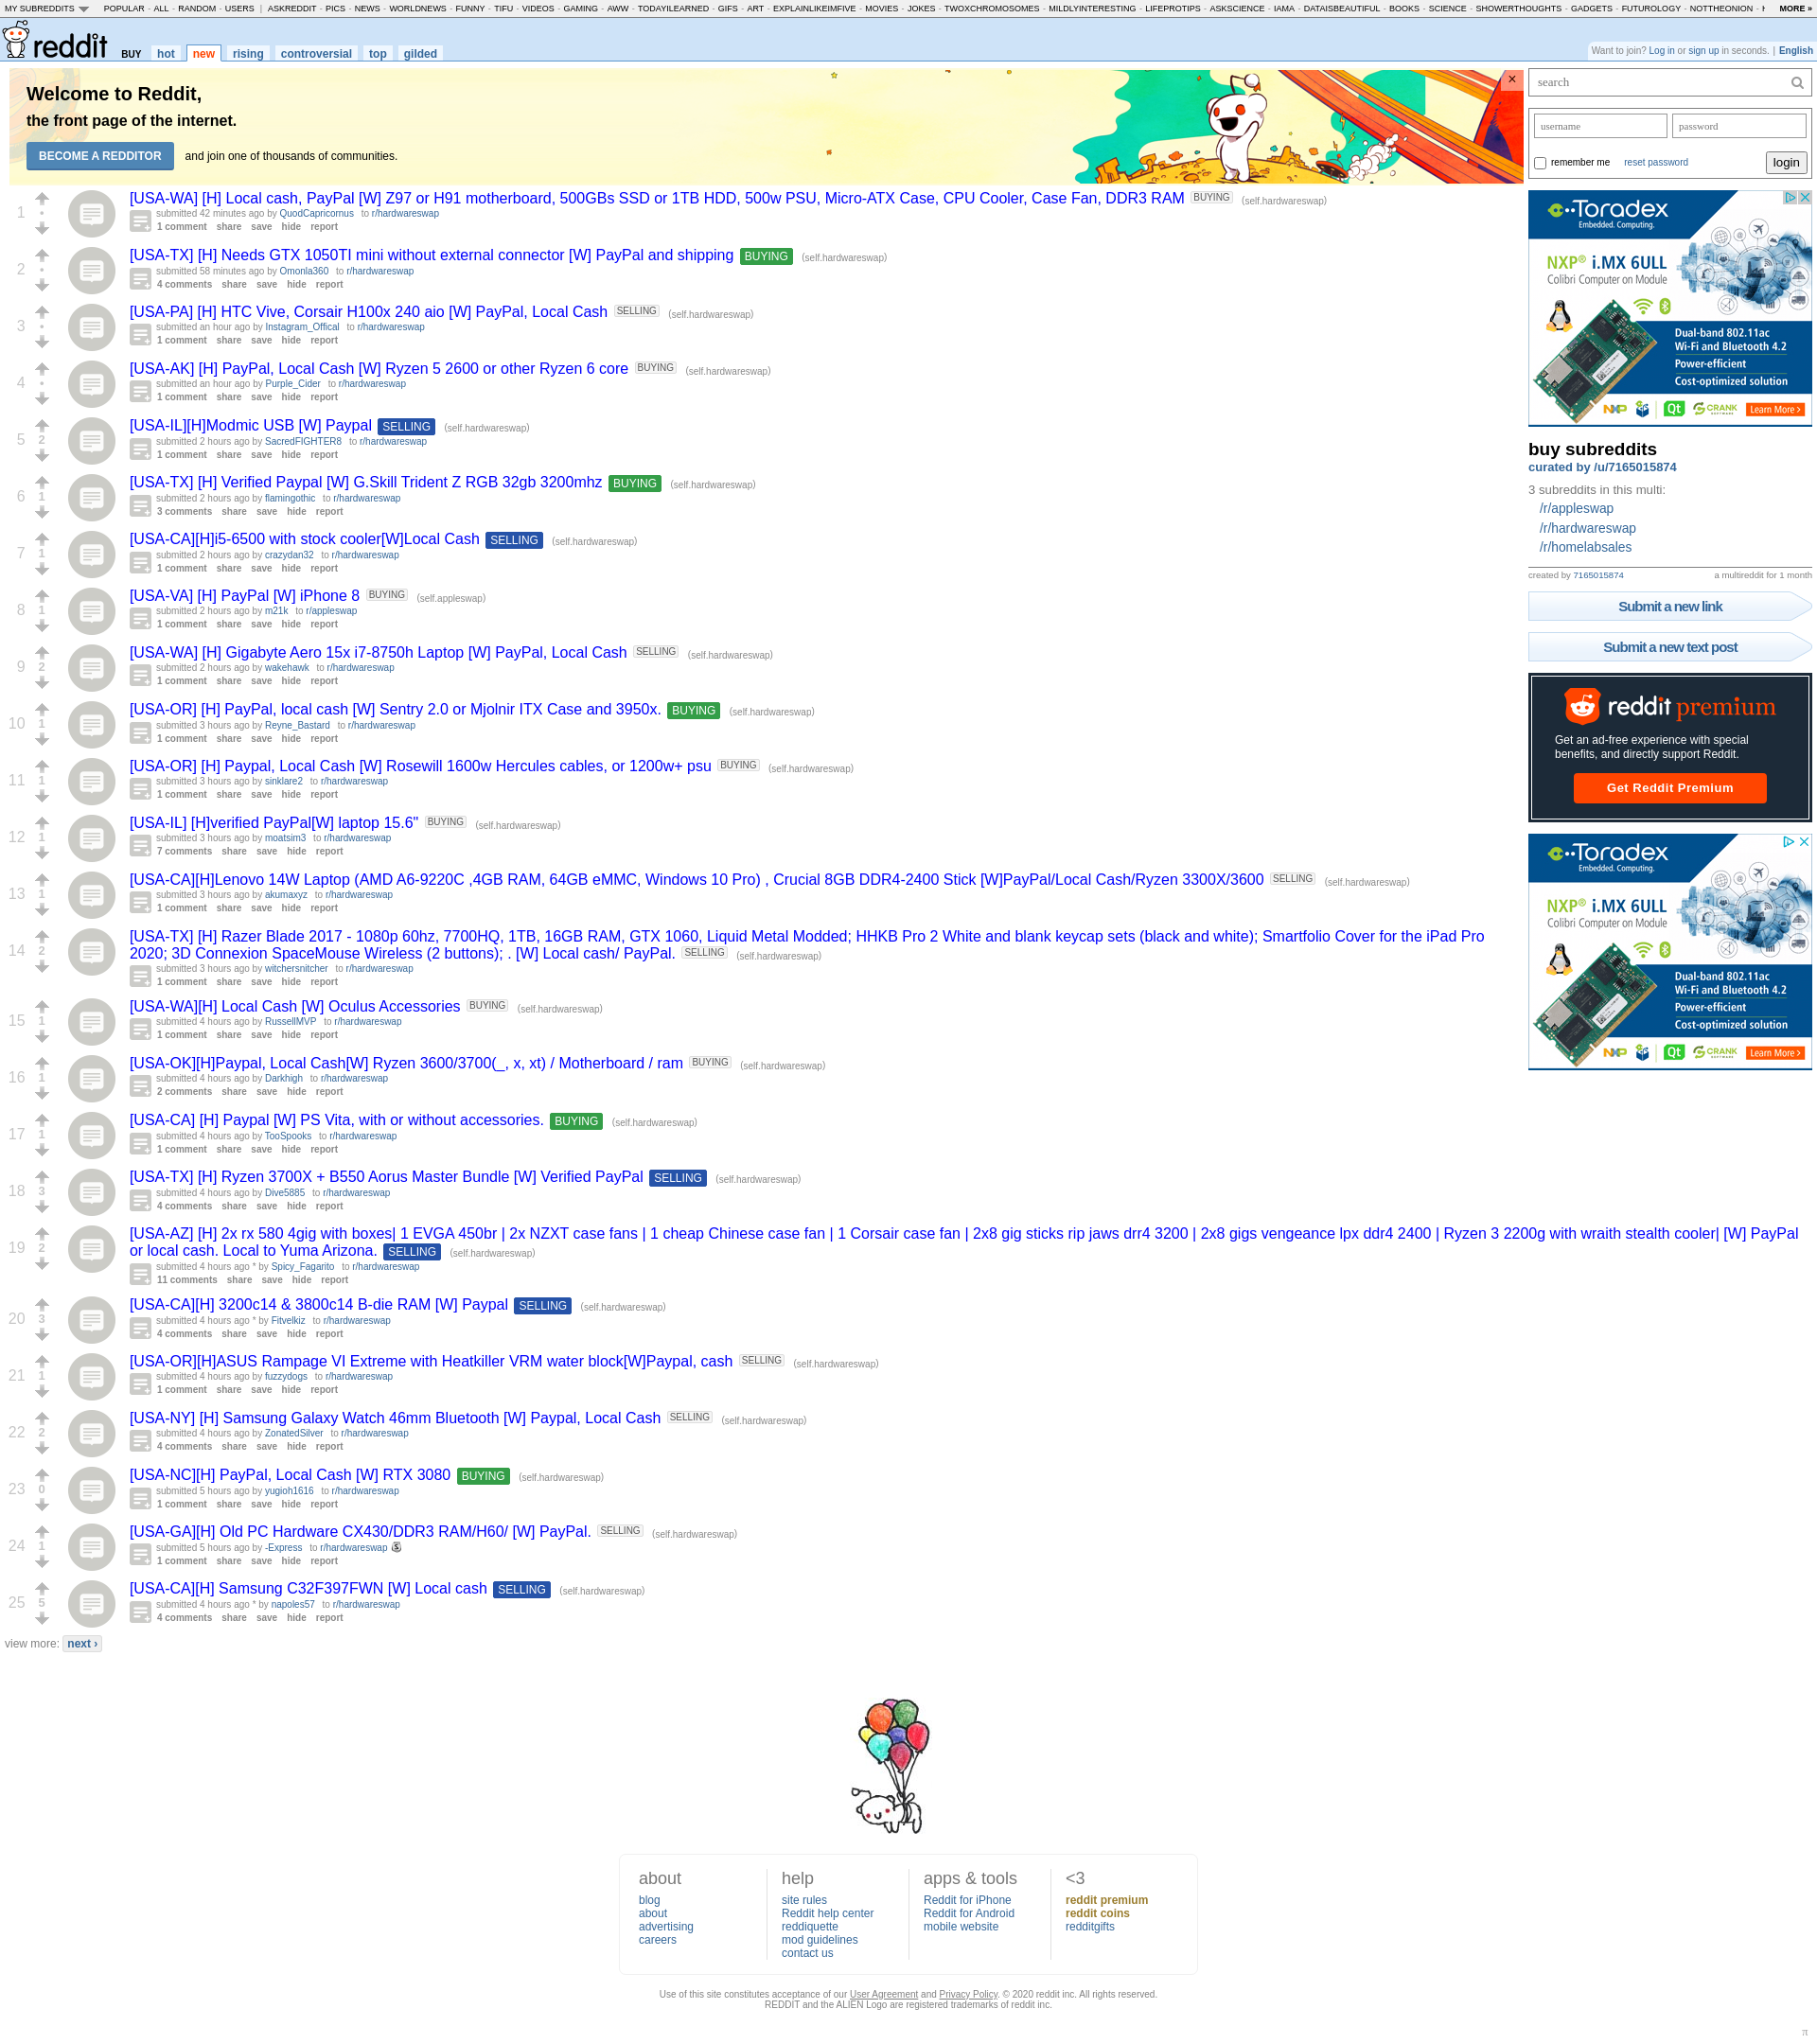 MY SUBREDDITS POPULAR - ALL - RANDOM - USERS | ASKREDDIT - PICS - NEWS - WORLDNEWS - FUNNY - TIFU - VIDEOS - GAMING - AWW - TODAYILEARNED - GIFS - ART - EXPLAINLIKEIMFIVE - MOVIES - JOKES - TWOXCHROMOSOMES - MILDLYINTERESTING - LIFEPROTIPS - ASKSCIENCE - IAMA - DATAISBEAUTIFUL - BOOKS - SCIENCE - SHOWERTHOUGHTS - GADGETS - FUTUROLOGY - NOTTHEONION - MORE »
reddit BUY hot new rising controversial top gilded
Want to join? Log in or sign up in seconds. | English
Welcome to Reddit,
the front page of the internet.
BECOME A REDDITOR and join one of thousands of communities.
1 [USA-WA] [H] Local cash, PayPal [W] Z97 or H91 motherboard, 500GBs SSD or 1TB HDD, 500w PSU, Micro-ATX Case, CPU Cooler, Case Fan, DDR3 RAM BUYING (self.hardwareswap)
submitted 42 minutes ago by QuodCapricornus to r/hardwareswap
1 comment share save hide report
2 [USA-TX] [H] Needs GTX 1050TI mini without external connector [W] PayPal and shipping BUYING (self.hardwareswap)
submitted 58 minutes ago by Omonla360 to r/hardwareswap
4 comments share save hide report
3 [USA-PA] [H] HTC Vive, Corsair H100x 240 aio [W] PayPal, Local Cash SELLING (self.hardwareswap)
submitted an hour ago by Instagram_Offical to r/hardwareswap
1 comment share save hide report
4 [USA-AK] [H] PayPal, Local Cash [W] Ryzen 5 2600 or other Ryzen 6 core BUYING (self.hardwareswap)
submitted an hour ago by Purple_Cider to r/hardwareswap
1 comment share save hide report
5 2 [USA-IL][H]Modmic USB [W] Paypal SELLING (self.hardwareswap)
submitted 2 hours ago by SacredFIGHTER8 to r/hardwareswap
1 comment share save hide report
6 1 [USA-TX] [H] Verified Paypal [W] G.Skill Trident Z RGB 32gb 3200mhz BUYING (self.hardwareswap)
submitted 2 hours ago by flamingothic to r/hardwareswap
3 comments share save hide report
7 1 [USA-CA][H]i5-6500 with stock cooler[W]Local Cash SELLING (self.hardwareswap)
submitted 2 hours ago by crazydan32 to r/hardwareswap
1 comment share save hide report
8 1 [USA-VA] [H] PayPal [W] iPhone 8 BUYING (self.appleswap)
submitted 2 hours ago by m21k to r/appleswap
1 comment share save hide report
9 2 [USA-WA] [H] Gigabyte Aero 15x i7-8750h Laptop [W] PayPal, Local Cash SELLING (self.hardwareswap)
submitted 2 hours ago by wakehawk to r/hardwareswap
1 comment share save hide report
10 1 [USA-OR] [H] PayPal, local cash [W] Sentry 2.0 or Mjolnir ITX Case and 3950x. BUYING (self.hardwareswap)
submitted 3 hours ago by Reyne_Bastard to r/hardwareswap
1 comment share save hide report
11 1 [USA-OR] [H] Paypal, Local Cash [W] Rosewill 1600w Hercules cables, or 1200w+ psu BUYING (self.hardwareswap)
submitted 3 hours ago by sinklare2 to r/hardwareswap
1 comment share save hide report
12 1 [USA-IL] [H]verified PayPal[W] laptop 15.6" BUYING (self.hardwareswap)
submitted 3 hours ago by moatsim3 to r/hardwareswap
7 comments share save hide report
13 1 [USA-CA][H]Lenovo 14W Laptop (AMD A6-9220C ,4GB RAM, 64GB eMMC, Windows 10 Pro) , Crucial 8GB DDR4-2400 Stick [W]PayPal/Local Cash/Ryzen 3300X/3600 SELLING (self.hardwareswap)
submitted 3 hours ago by akumaxyz to r/hardwareswap
1 comment share save hide report
14 2 [USA-TX] [H] Razer Blade 2017 - 1080p 60hz, 7700HQ, 1TB, 16GB RAM, GTX 1060, Liquid Metal Modded; HHKB Pro 2 White and blank keycap sets (black and white); Smartfolio Cover for the iPad Pro
2020; 3D Connexion SpaceMouse Wireless (2 buttons); . [W] Local cash/ PayPal. SELLING (self.hardwareswap)
submitted 3 hours ago by witchersnitcher to r/hardwareswap
1 comment share save hide report
15 1 [USA-WA][H] Local Cash [W] Oculus Accessories BUYING (self.hardwareswap)
submitted 4 hours ago by RussellMVP to r/hardwareswap
1 comment share save hide report
16 1 [USA-OK][H]Paypal, Local Cash[W] Ryzen 3600/3700(_, x, xt) / Motherboard / ram BUYING (self.hardwareswap)
submitted 4 hours ago by Darkhigh to r/hardwareswap
2 comments share save hide report
17 1 [USA-CA] [H] Paypal [W] PS Vita, with or without accessories. BUYING (self.hardwareswap)
submitted 4 hours ago by TooSpooks to r/hardwareswap
1 comment share save hide report
18 3 [USA-TX] [H] Ryzen 3700X + B550 Aorus Master Bundle [W] Verified PayPal SELLING (self.hardwareswap)
submitted 4 hours ago by Dive5885 to r/hardwareswap
4 comments share save hide report
19 2 [USA-AZ] [H] 2x rx 580 4gig with boxes| 1 EVGA 450br | 2x NZXT case fans | 1 cheap Chinese case fan | 1 Corsair case fan | 2x8 gig sticks rip jaws drr4 3200 | 2x8 gigs vengeance lpx ddr4 2400 | Ryzen 3 2200g with wraith stealth cooler| [W] PayPal
or local cash. Local to Yuma Arizona. SELLING (self.hardwareswap)
submitted 4 hours ago * by Spicy_Fagarito to r/hardwareswap
11 comments share save hide report
20 3 [USA-CA][H] 3200c14 & 3800c14 B-die RAM [W] Paypal SELLING (self.hardwareswap)
submitted 4 hours ago * by Fitvelkiz to r/hardwareswap
4 comments share save hide report
21 1 [USA-OR][H]ASUS Rampage VI Extreme with Heatkiller VRM water block[W]Paypal, cash SELLING (self.hardwareswap)
submitted 4 hours ago by fuzzydogs to r/hardwareswap
1 comment share save hide report
22 2 [USA-NY] [H] Samsung Galaxy Watch 46mm Bluetooth [W] Paypal, Local Cash SELLING (self.hardwareswap)
submitted 4 hours ago by ZonatedSilver to r/hardwareswap
4 comments share save hide report
23 0 [USA-NC][H] PayPal, Local Cash [W] RTX 3080 BUYING (self.hardwareswap)
submitted 5 hours ago by yugioh1616 to r/hardwareswap
1 comment share save hide report
24 1 [USA-GA][H] Old PC Hardware CX430/DDR3 RAM/H60/ [W] PayPal. SELLING (self.hardwareswap)
submitted 5 hours ago by -Express to r/hardwareswap
1 comment share save hide report
25 5 [USA-CA][H] Samsung C32F397FWN [W] Local cash SELLING (self.hardwareswap)
submitted 4 hours ago * by napoles57 to r/hardwareswap
4 comments share save hide report
view more: next ›
search
username password
remember me reset password login
Toradex
Embedded. Computing.
NXP® i.MX 6ULL
Colibri Computer on Module
Dual-band 802.11ac
Wi-Fi and Bluetooth 4.2
Power-efficient
Cost-optimized solution
NXP Qt CRANK SOFTWARE Learn More >
buy subreddits
curated by /u/7165015874
3 subreddits in this multi:
/r/appleswap
/r/hardwareswap
/r/homelabsales
created by 7165015874 a multireddit for 1 month
Submit a new link
Submit a new text post
reddit premium
Get an ad-free experience with special
benefits, and directly support Reddit.
Get Reddit Premium
Toradex
Embedded. Computing.
NXP® i.MX 6ULL
Colibri Computer on Module
Dual-band 802.11ac
Wi-Fi and Bluetooth 4.2
Power-efficient
Cost-optimized solution
NXP Qt CRANK SOFTWARE Learn More >
about
blog
about
advertising
careers
help
site rules
Reddit help center
reddiquette
mod guidelines
contact us
apps & tools
Reddit for iPhone
Reddit for Android
mobile website
<3
reddit premium
reddit coins
redditgifts
Use of this site constitutes acceptance of our User Agreement and Privacy Policy. © 2020 reddit inc. All rights reserved.
REDDIT and the ALIEN Logo are registered trademarks of reddit inc.
π